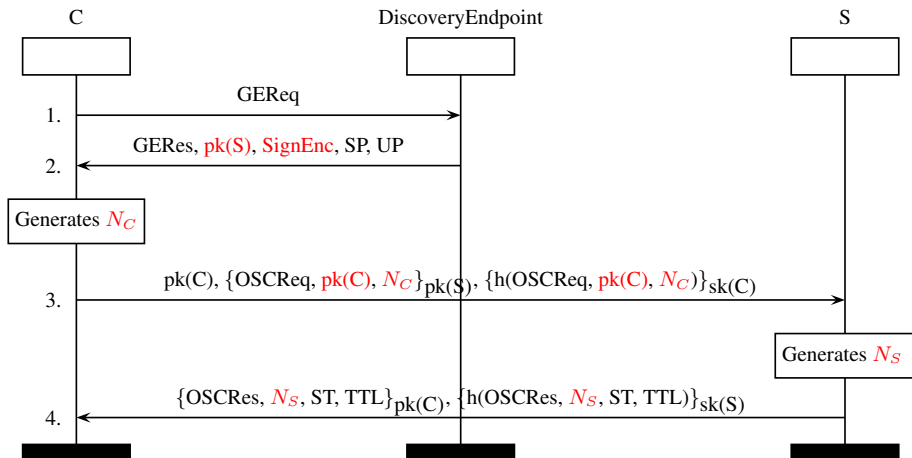 C DiscoveryEndpoint S
1. GEReq
2. GERes, pk(S), SignEnc, SP, UP
Generates N_C
3. pk(C), {OSCReq, pk(C), N_C}pk(S), {h(OSCReq, pk(C), N_C)}sk(C)
Generates N_S
4. {OSCRes, N_S, ST, TTL}pk(C), {h(OSCRes, N_S, ST, TTL)}sk(S)